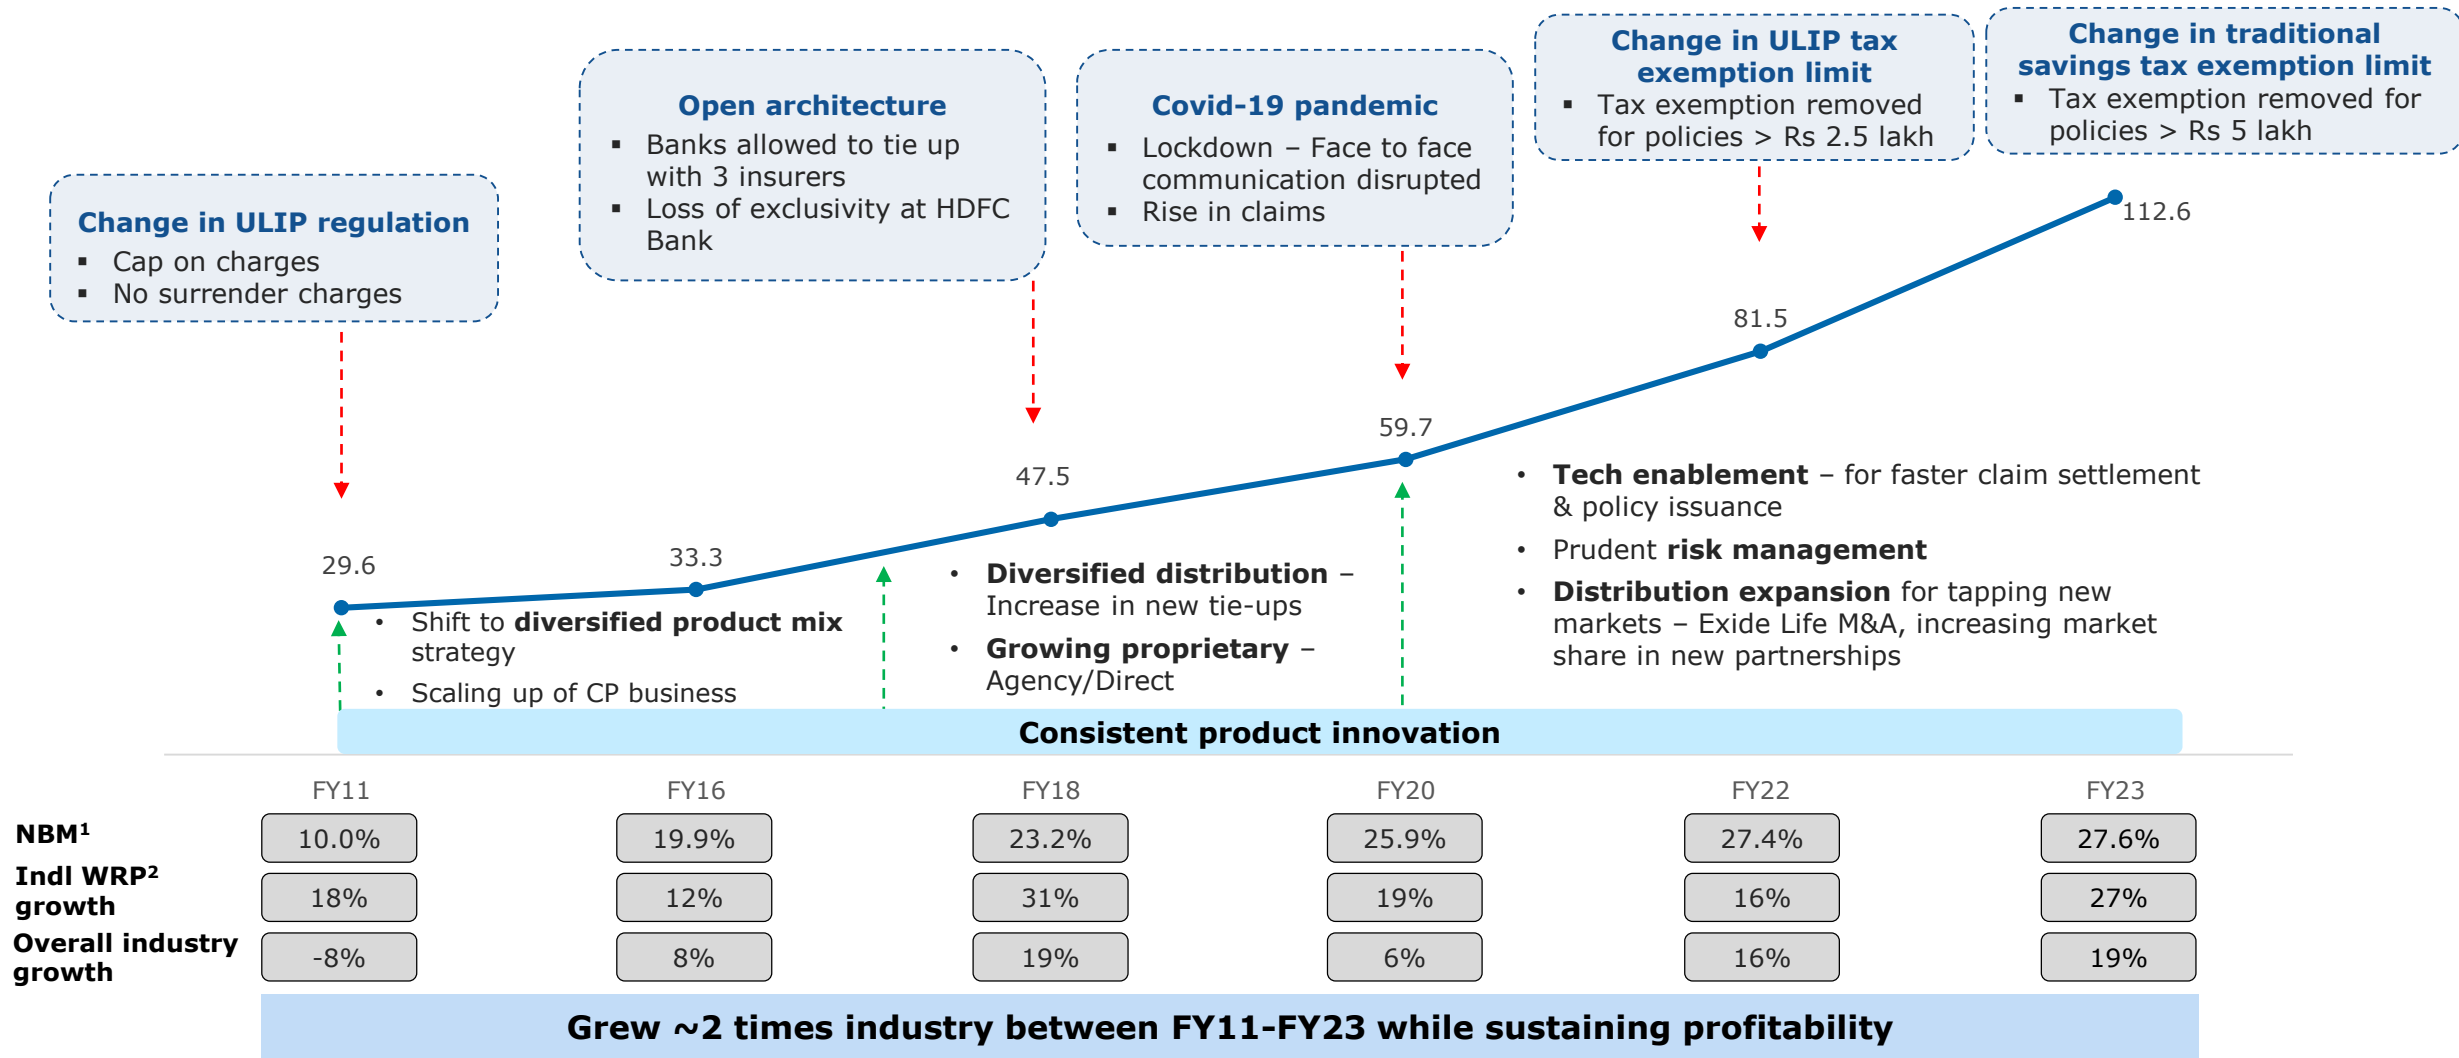 Change in ULIP regulation
▪ Cap on charges
▪ No surrender charges
Open architecture
▪ Banks allowed to tie up
with 3 insurers
▪ Loss of exclusivity at HDFC
Bank
Covid-19 pandemic
▪ Lockdown – Face to face
communication disrupted
▪ Rise in claims
Change in ULIP tax
exemption limit
▪ Tax exemption removed
for policies > Rs 2.5 lakh
Change in traditional
savings tax exemption limit
▪ Tax exemption removed for
policies > Rs 5 lakh
29.6
33.3
47.5
59.7
81.5
112.6
• Shift to diversified product mix
strategy
• Scaling up of CP business
• Diversified distribution –
Increase in new tie-ups
• Growing proprietary –
Agency/Direct
• Tech enablement – for faster claim settlement
& policy issuance
• Prudent risk management
• Distribution expansion for tapping new
markets – Exide Life M&A, increasing market
share in new partnerships
Consistent product innovation
FY11 FY16 FY18 FY20 FY22 FY23
NBM¹ 10.0% 19.9% 23.2% 25.9% 27.4% 27.6%
Indl WRP²
growth 18% 12% 31% 19% 16% 27%
Overall industry
growth -8% 8% 19% 6% 16% 19%
Grew ~2 times industry between FY11-FY23 while sustaining profitability